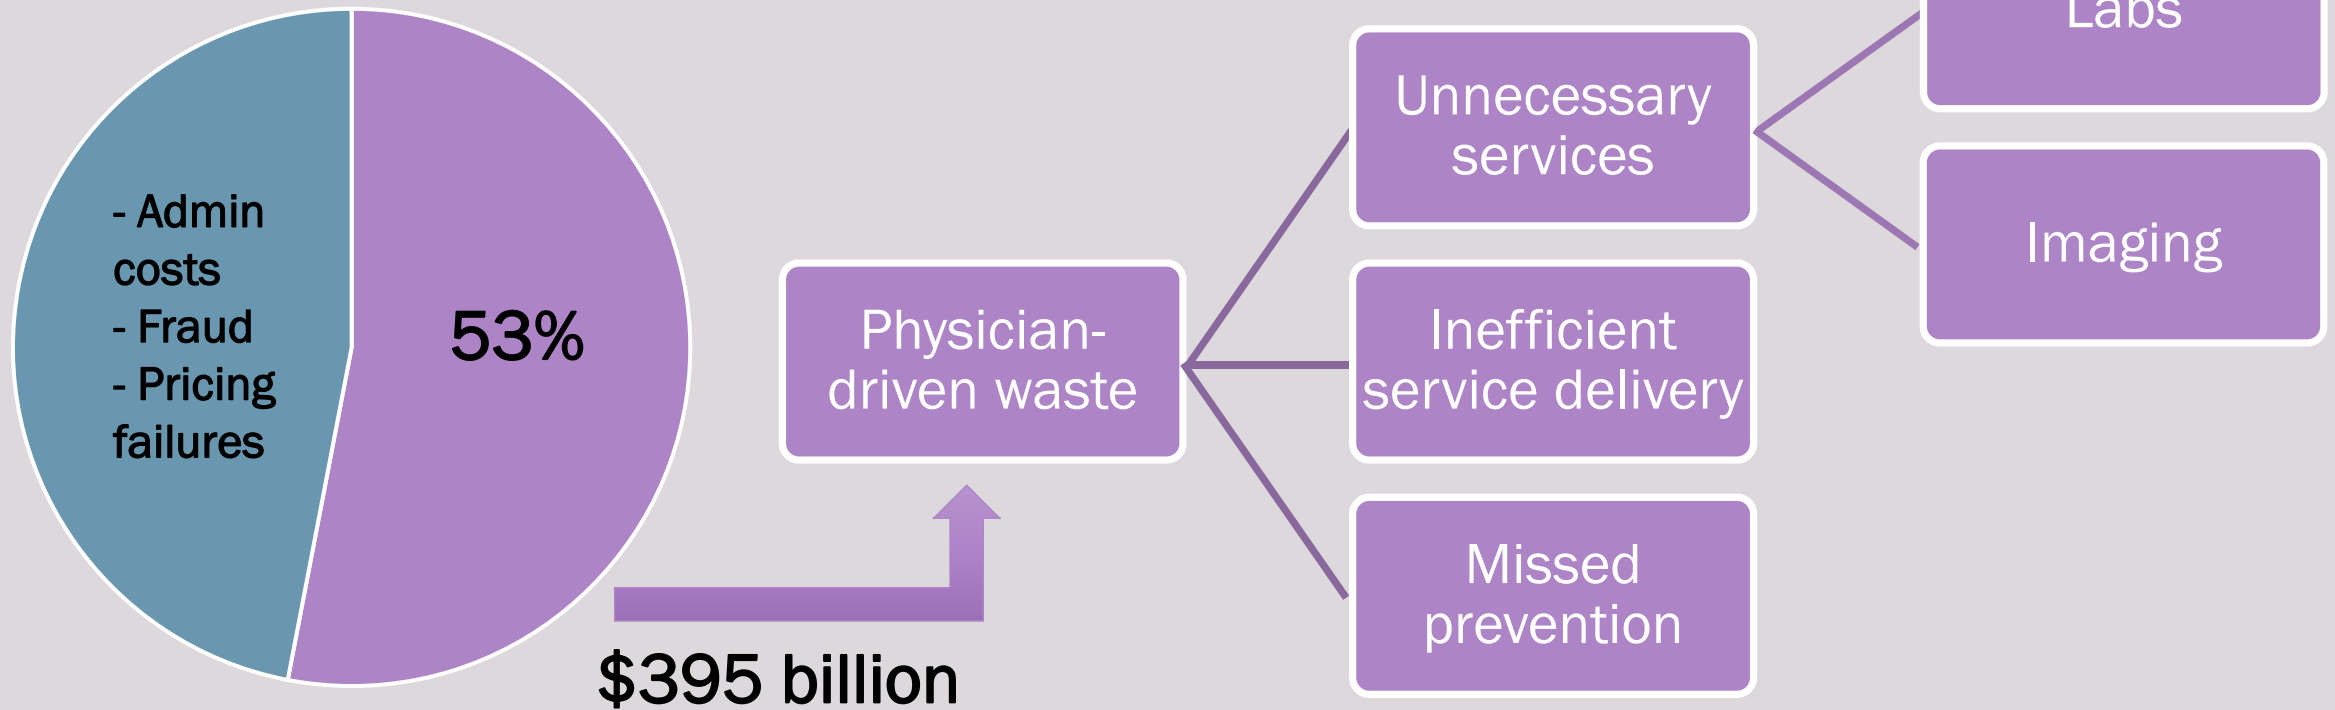 - Admin
costs
- Fraud
- Pricing
failures
53%
$395 billion
Physician-
driven waste
Unnecessary
services
Inefficient
service delivery
Missed
prevention
Labs
Imaging